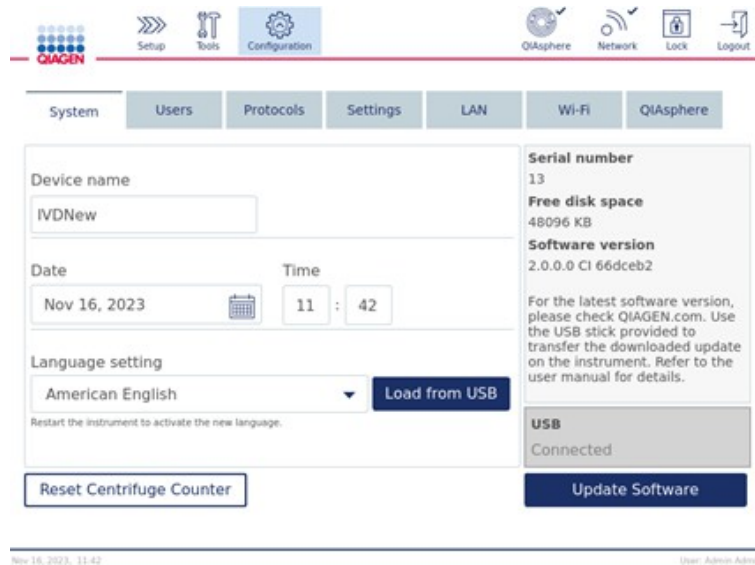 QIAGEN
Setup
Tools
Configuration
QIAsphere
Network
Lock
Logout
System
Users
Protocols
Settings
LAN
Wi-Fi
QIAsphere
Device name
IVDNew
Date
Time
Nov 16, 2023
11 : 42
Language setting
American English
Load from USB
Restart the instrument to activate the new language.
Reset Centrifuge Counter
Serial number
13
Free disk space
48096 KB
Software version
2.0.0.0 CI 66dceb2
For the latest software version,
please check QIAGEN.com. Use
the USB stick provided to
transfer the downloaded update
on the instrument. Refer to the
user manual for details.
USB
Connected
Update Software
Nov 16, 2023, 11:42
User: Admin Admi